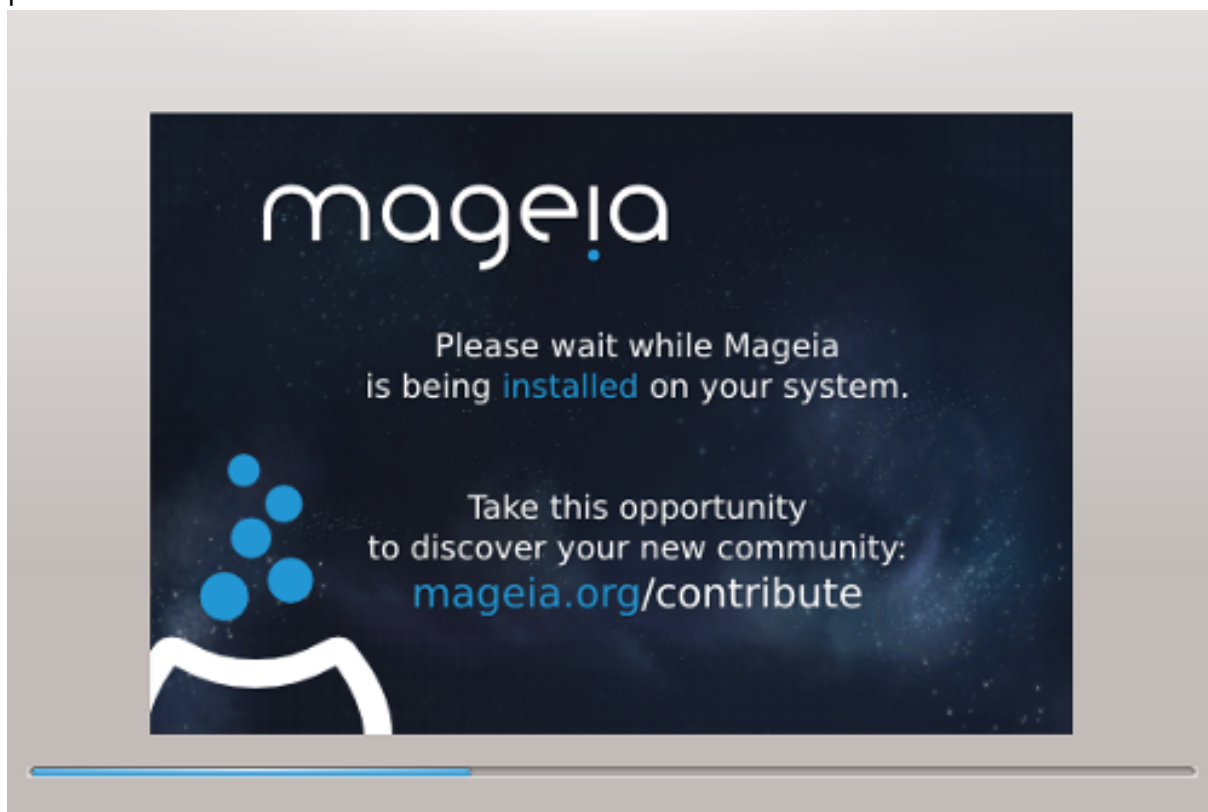 mageia
Please wait while Mageia
is being installed on your system.
Take this opportunity
to discover your new community:
mageia.org/contribute